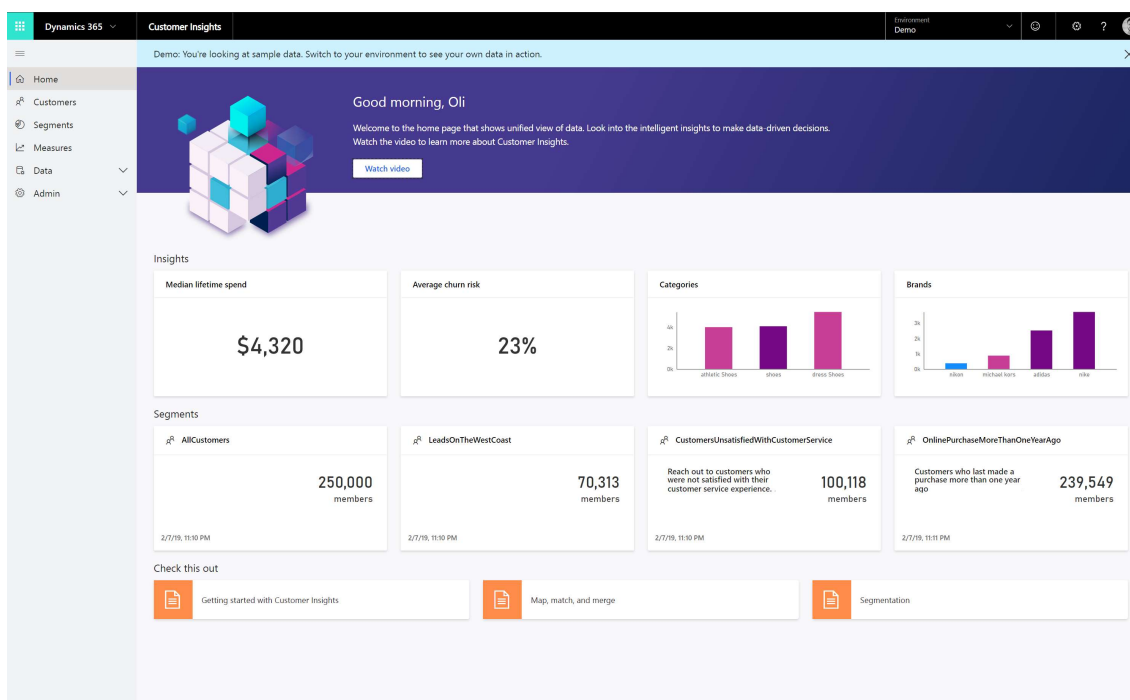 Dynamics 365
Customer Insights
Environment
Demo
?
Demo: You're looking at sample data. Switch to your environment to see your own data in action.
Home
Customers
Segments
Measures
Data
Admin
Good morning, Oli
Welcome to the home page that shows unified view of data. Look into the intelligent insights to make data-driven decisions.
Watch the video to learn more about Customer Insights.
Watch video
Insights
Median lifetime spend
$4,320
Average churn risk
23%
Categories
4k
2k
0k
athletic Shoes
shoes
dress Shoes
Brands
3k
2k
1k
0k
nikon
michael kors
adidas
nike
Segments
AllCustomers
250,000
members
2/7/19, 11:10 PM
LeadsOnTheWestCoast
70,313
members
2/7/19, 11:10 PM
CustomersUnsatisfiedWithCustomerService
Reach out to customers who
were not satisfied with their
customer service experience. .
100,118
members
2/7/19, 11:10 PM
OnlinePurchaseMoreThanOneYearAgo
Customers who last made a
purchase more than one year
ago
239,549
members
2/7/19, 11:11 PM
Check this out
Getting started with Customer Insights
Map, match, and merge
Segmentation